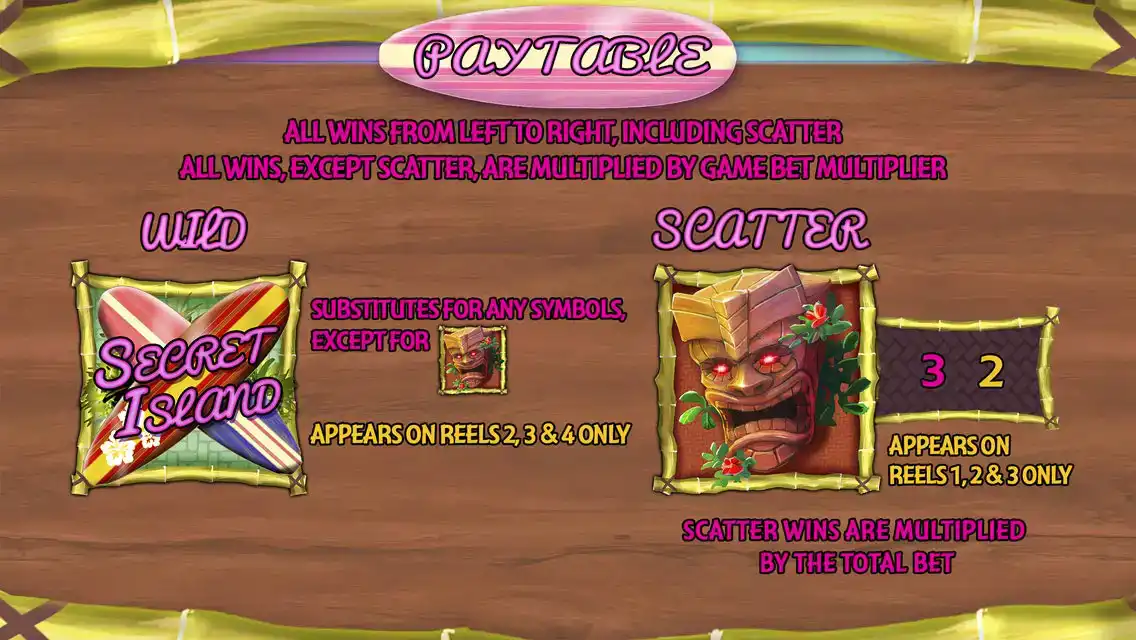 PAYTABLE
ALL WINS FROM LEFT TO RIGHT, INCLUDING SCATTER
ALL WINS, EXCEPT SCATTER, ARE MULTIPLIED BY GAME BET MULTIPLIER
WILD
SECRET
ISLAND
SUBSTITUTES FOR ANY SYMBOLS,
EXCEPT FOR
APPEARS ON REELS 2, 3 & 4 ONLY
SCATTER
3 2
APPEARS ON
REELS 1, 2 & 3 ONLY
SCATTER WINS ARE MULTIPLIED
BY THE TOTAL BET